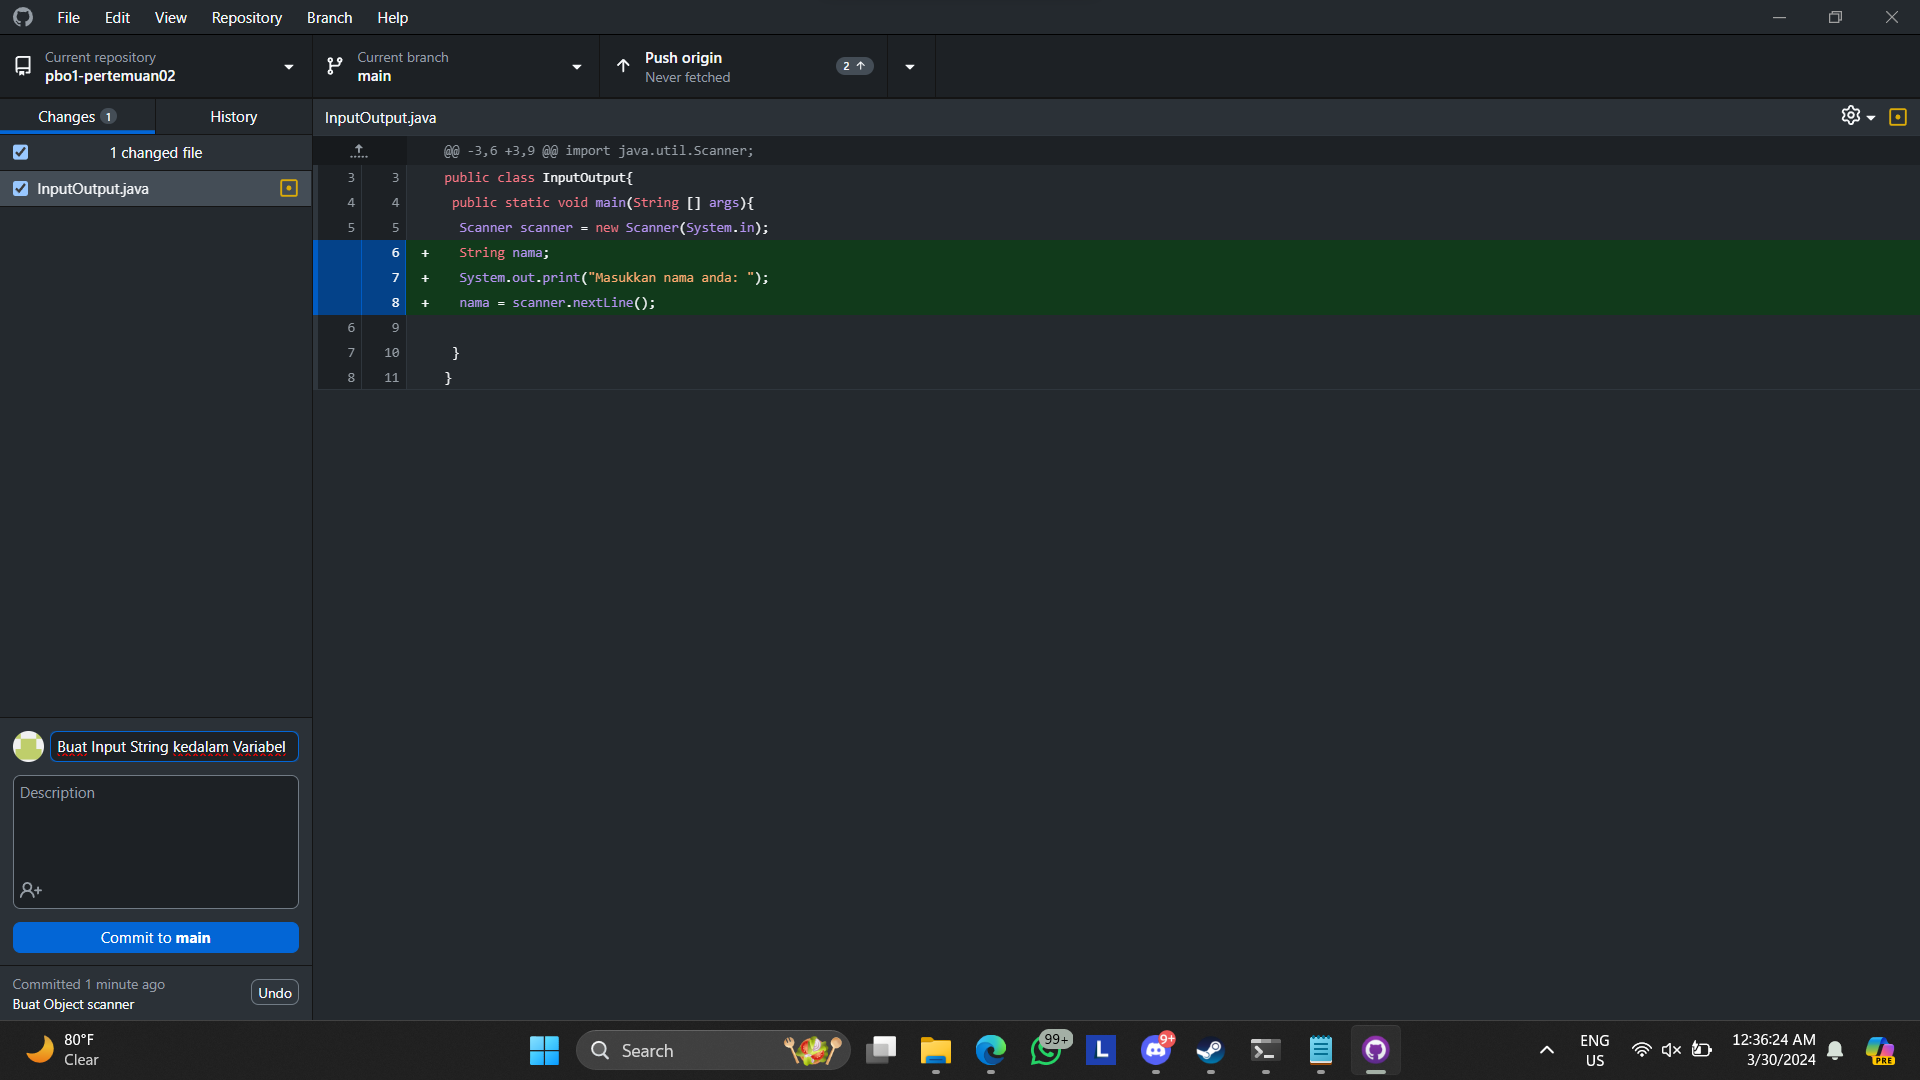 File Edit View Repository Branch Help
Current repository
pbo1-pertemuan02
Current branch
main
Push origin
Never fetched
2
Changes 1
History
1 changed file
InputOutput.java
InputOutput.java
@@ -3,6 +3,9 @@ import java.util.Scanner;
3 3 public class InputOutput{
4 4 public static void main(String [] args){
5 5 Scanner scanner = new Scanner(System.in);
6 + String nama;
7 + System.out.print("Masukkan nama anda: ");
8 + nama = scanner.nextLine();
6 9
7 10 }
8 11 }
Buat Input String kedalam Variabel
Description
Commit to main
Committed 1 minute ago
Buat Object scanner
Undo
80°F
Clear
Search
99+
L
9+
ENG
US
12:36:24 AM
3/30/2024
PRE